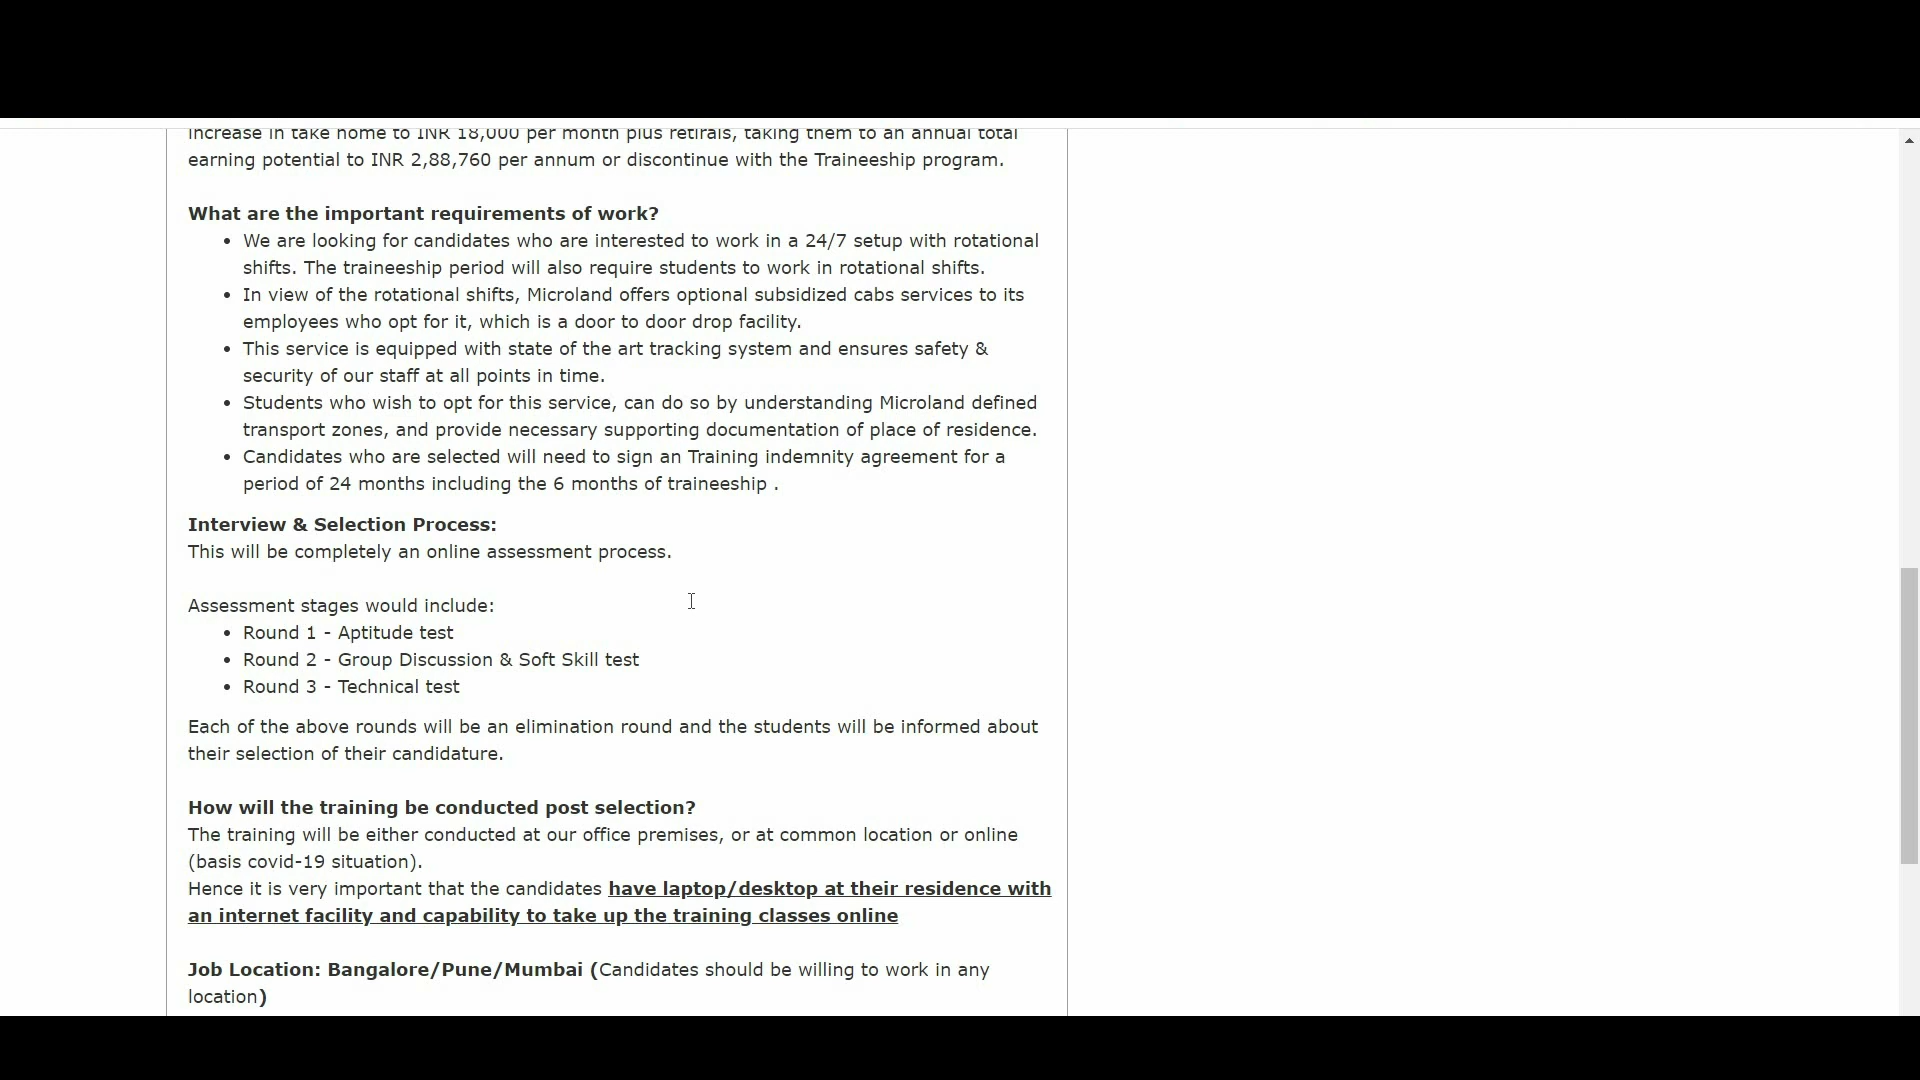 increase in take home to INR 18,000 per month plus retirals, taking them to an annual total
earning potential to INR 2,88,760 per annum or discontinue with the Traineeship program.
What are the important requirements of work?
• We are looking for candidates who are interested to work in a 24/7 setup with rotational
shifts. The traineeship period will also require students to work in rotational shifts.
• In view of the rotational shifts, Microland offers optional subsidized cabs services to its
employees who opt for it, which is a door to door drop facility.
• This service is equipped with state of the art tracking system and ensures safety &
security of our staff at all points in time.
• Students who wish to opt for this service, can do so by understanding Microland defined
transport zones, and provide necessary supporting documentation of place of residence.
• Candidates who are selected will need to sign an Training indemnity agreement for a
period of 24 months including the 6 months of traineeship .
Interview & Selection Process:
This will be completely an online assessment process.
Assessment stages would include:
• Round 1 - Aptitude test
• Round 2 - Group Discussion & Soft Skill test
• Round 3 - Technical test
Each of the above rounds will be an elimination round and the students will be informed about
their selection of their candidature.
How will the training be conducted post selection?
The training will be either conducted at our office premises, or at common location or online
(basis covid-19 situation).
Hence it is very important that the candidates have laptop/desktop at their residence with
an internet facility and capability to take up the training classes online
Job Location: Bangalore/Pune/Mumbai (Candidates should be willing to work in any
location)